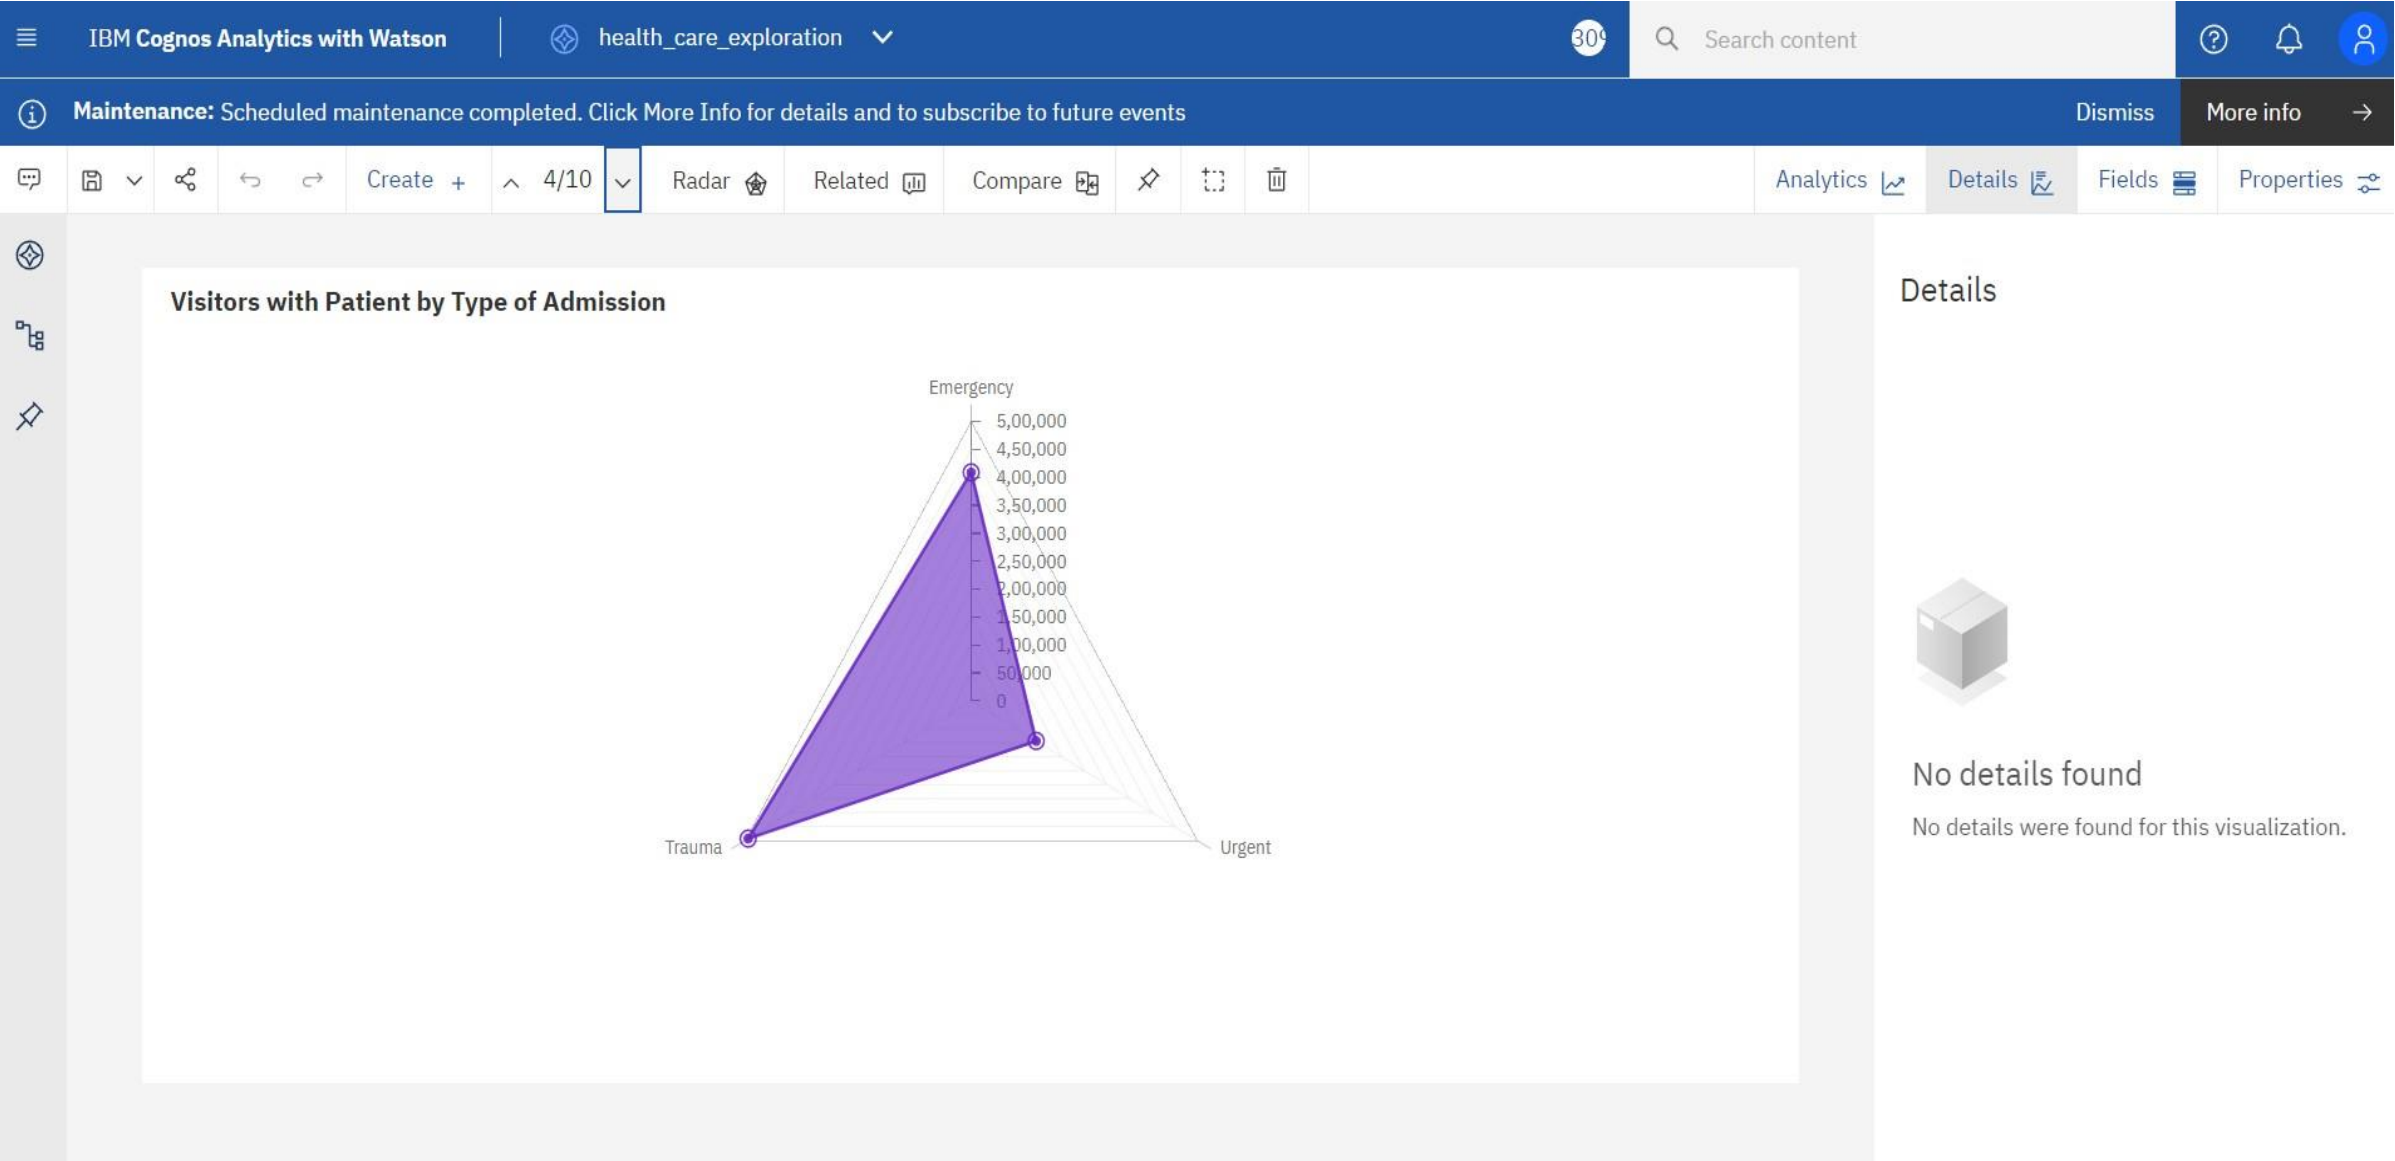 IBM Cognos Analytics with Watson
health_care_exploration
30
Search content
Maintenance: Scheduled maintenance completed. Click More Info for details and to subscribe to future events
Dismiss
More info
Create +
4/10
Radar
Related
Compare
Analytics
Details
Fields
Properties
Visitors with Patient by Type of Admission
Emergency
5,00,000
4,50,000
4,00,000
3,50,000
3,00,000
2,50,000
2,00,000
1,50,000
1,00,000
50,000
0
Trauma
Urgent
Details
No details found
No details were found for this visualization.